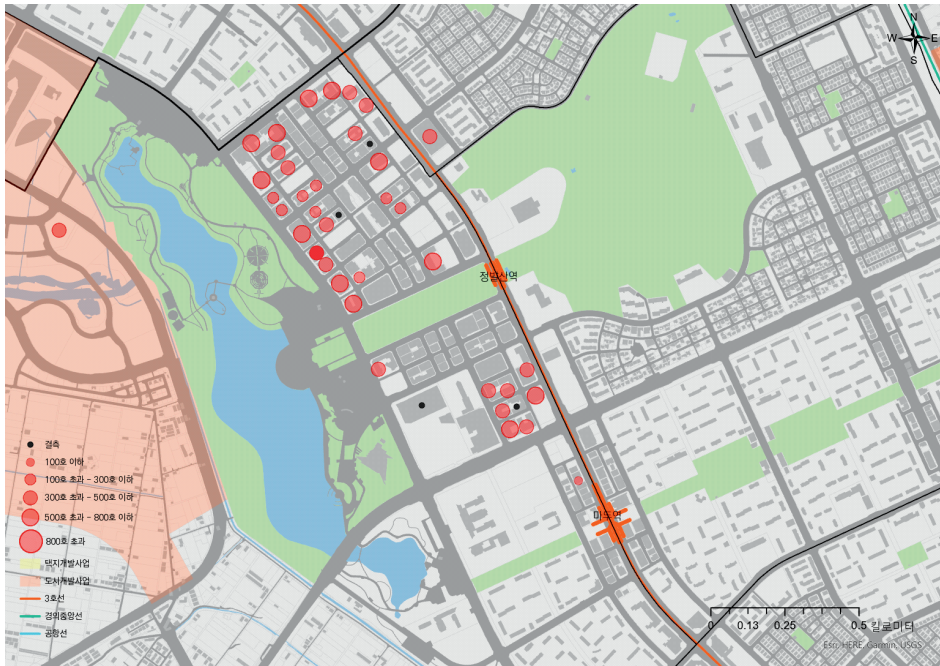 N
W E
S
정발산역
마두역
결측
100호 이하
100호 초과 - 300호 이하
300호 초과 - 500호 이하
500호 초과 - 800호 이하
800호 초과
택지개발사업
도시개발사업
3호선
경의중앙선
공항선
0 0.13 0.25 0.5 킬로미터
Esri, HERE, Garmin, USGS